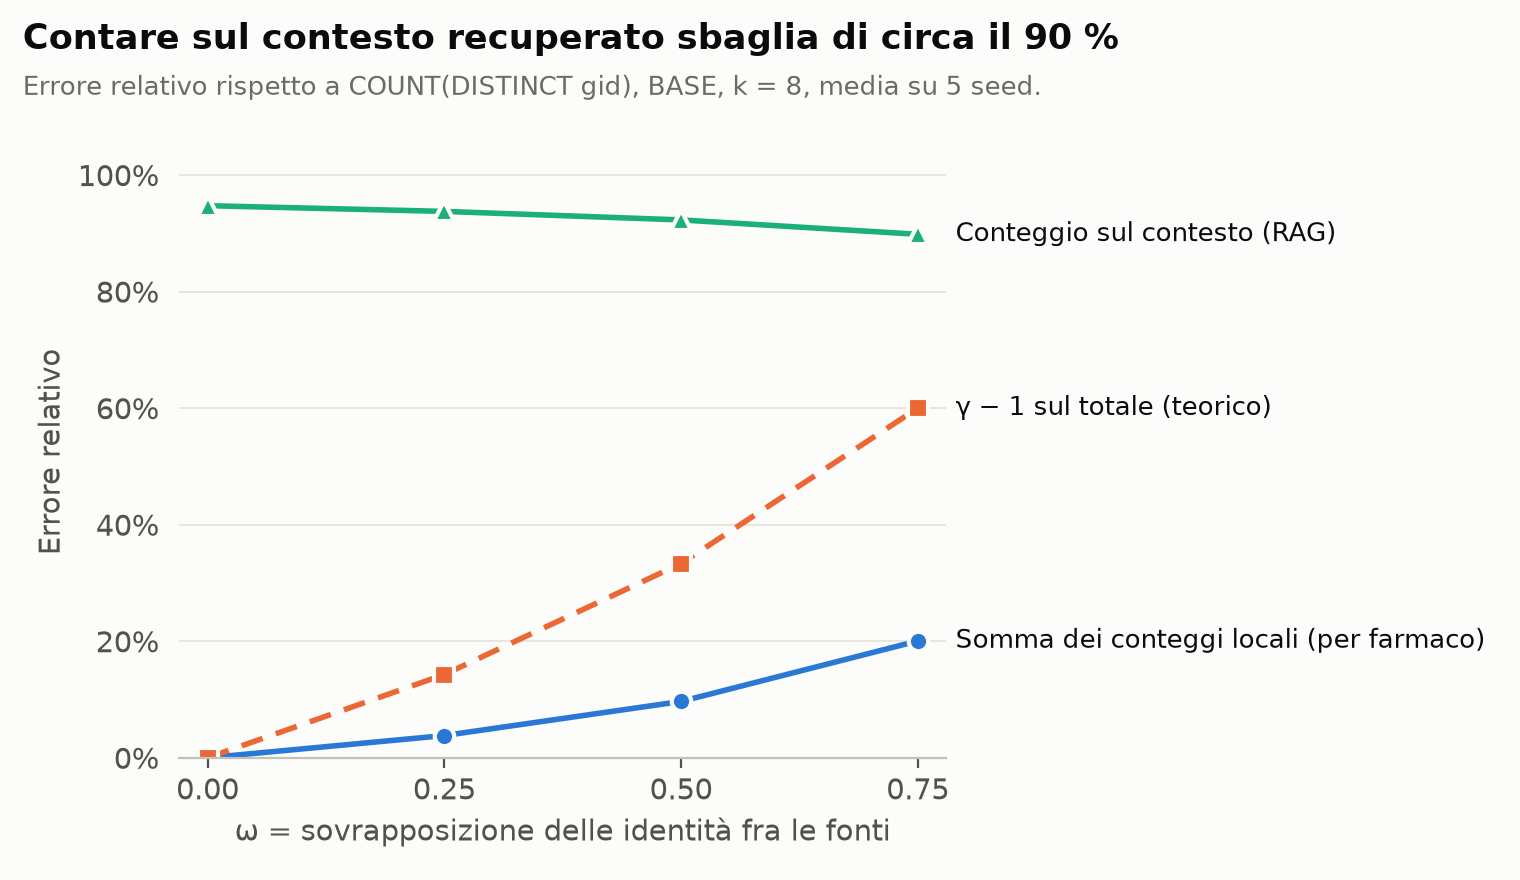 Contare sul contesto recuperato sbaglia di circa il 90 %
Errore relativo rispetto a COUNT(DISTINCT gid), BASE, k = 8, media su 5 seed.
100%
80%
60%
40%
20%
0%
Errore relativo
Conteggio sul contesto (RAG)
γ − 1 sul totale (teorico)
Somma dei conteggi locali (per farmaco)
0.00 0.25 0.50 0.75
ω = sovrapposizione delle identità fra le fonti